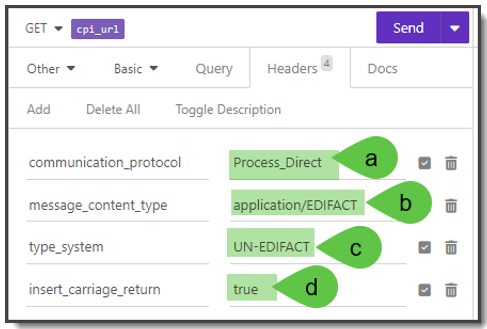 GET cpi_url Send
Other Basic Query Headers 4 Docs
Add Delete All Toggle Description
communication_protocol Process_Direct a
message_content_type application/EDIFACT b
type_system UN-EDIFACT c
insert_carriage_return true d